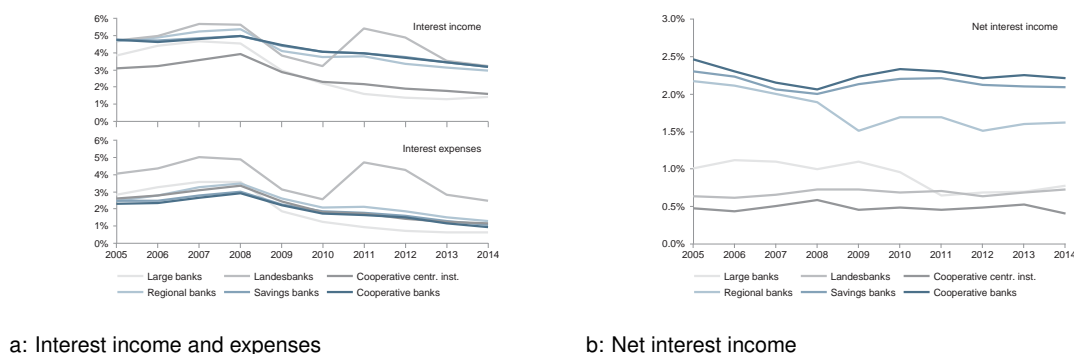 6%
5%
4%
3%
2%
1%
0%
Interest income
6%
5%
4%
3%
2%
1%
0%
Interest expenses
2005 2006 2007 2008 2009 2010 2011 2012 2013 2014
Large banks Landesbanks Cooperative centr. inst.
Regional banks Savings banks Cooperative banks
a: Interest income and expenses
3.0%
2.5%
2.0%
1.5%
1.0%
0.5%
0.0%
Net interest income
2005 2006 2007 2008 2009 2010 2011 2012 2013 2014
Large banks Landesbanks Cooperative centr. inst.
Regional banks Savings banks Cooperative banks
b: Net interest income